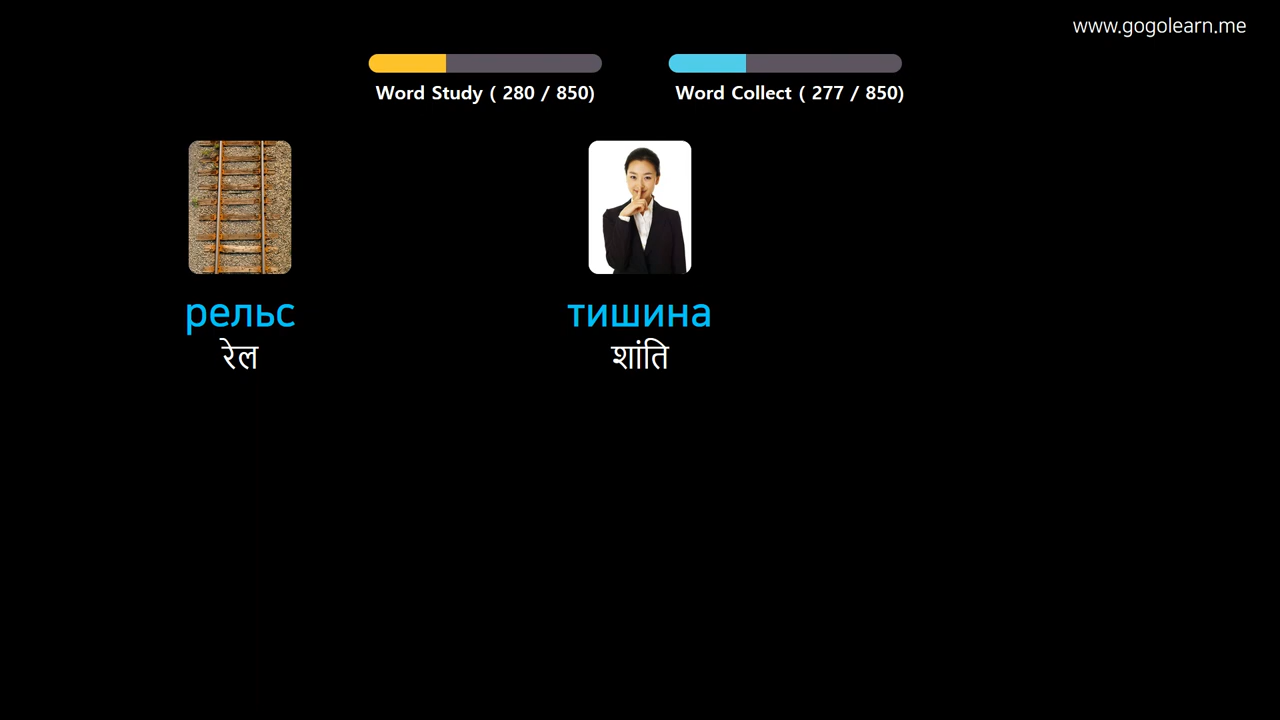 www.gogolearn.me
Word Study ( 280 / 850)
Word Collect ( 277 / 850)
рельс
रेल
тишина
शांति